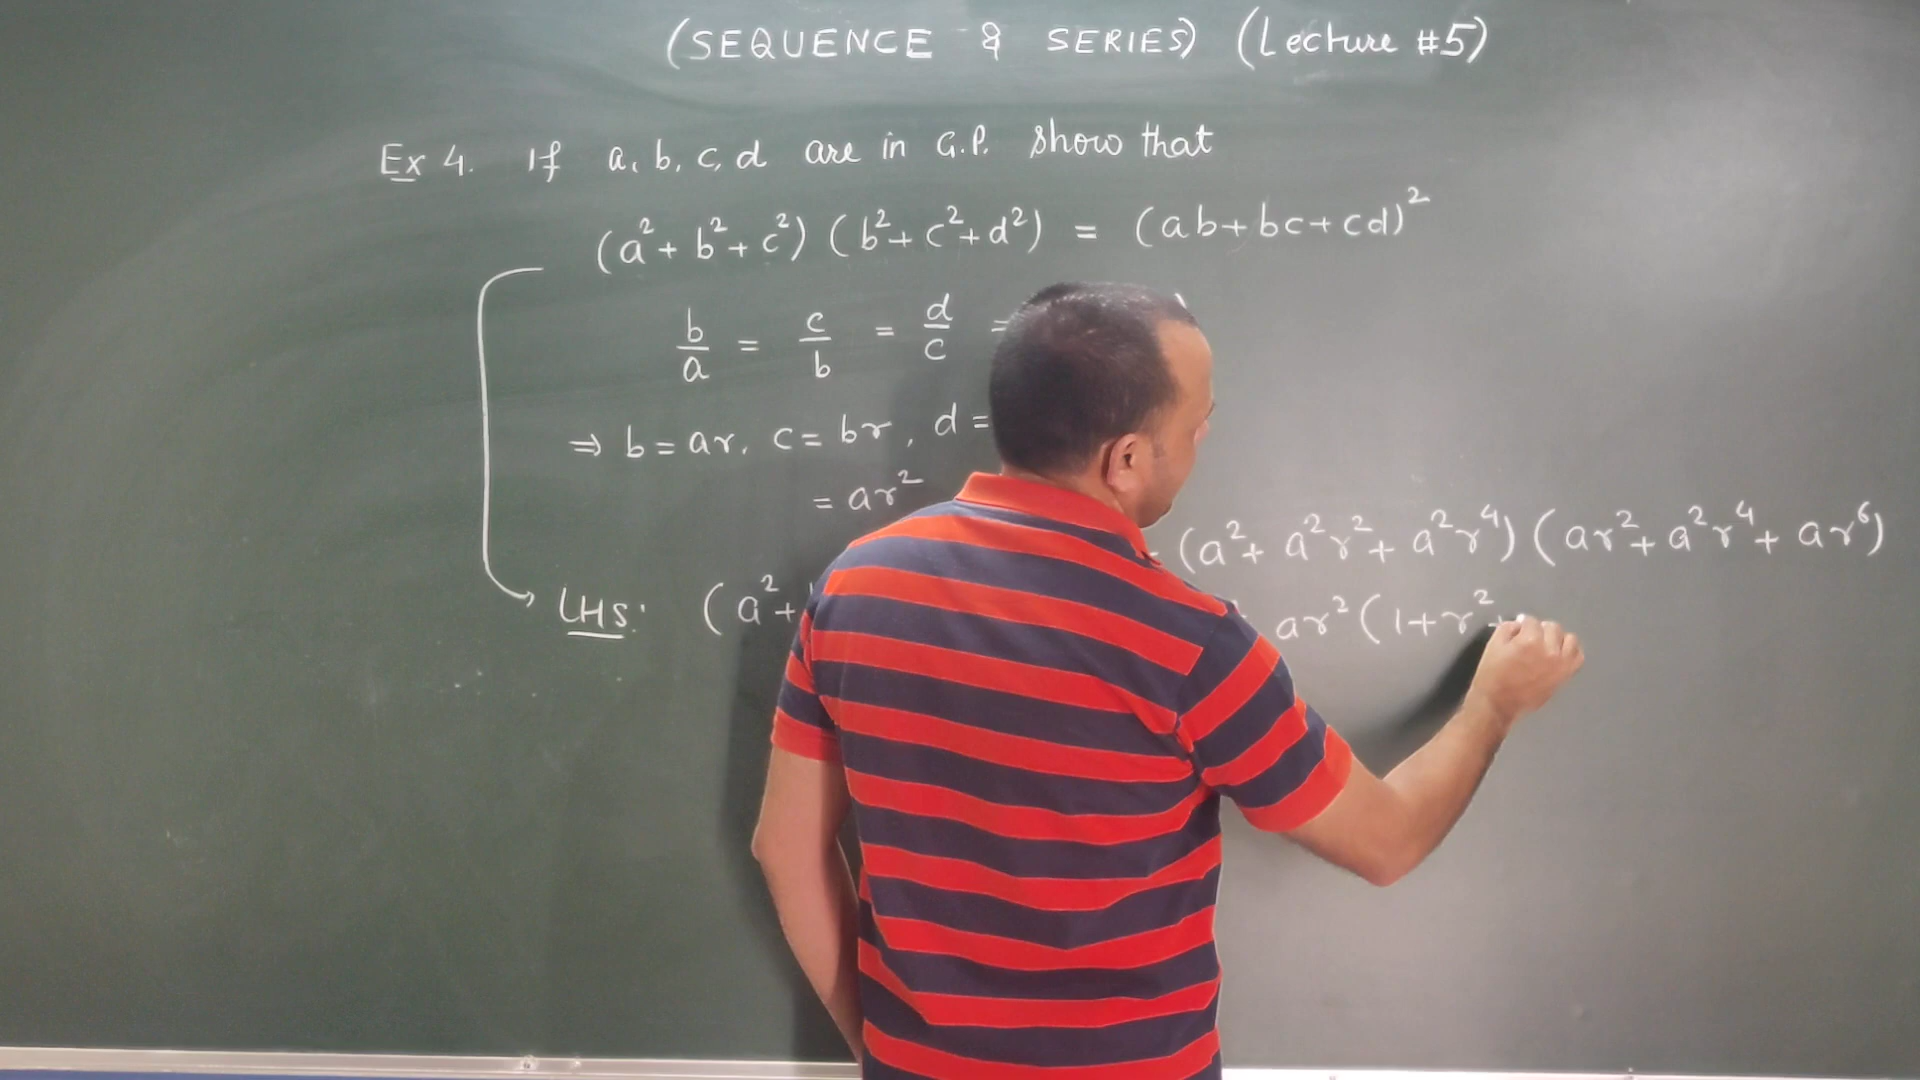 (SEQUENCE & SERIES) (Lecture #5)
Ex 4. If a, b, c, d are in G.P. show that
(a²+ b²+ c²) (b²+ c²+ d²) = (ab+bc+cd)²
b/a = c/b = d/c =
⇒ b = ar, c = br, d =
= ar²
(a²+ a²r²+ a²r⁴) (ar²+ a²r⁴+ ar⁶)
LHS: (a²+
ar² (1+r²+